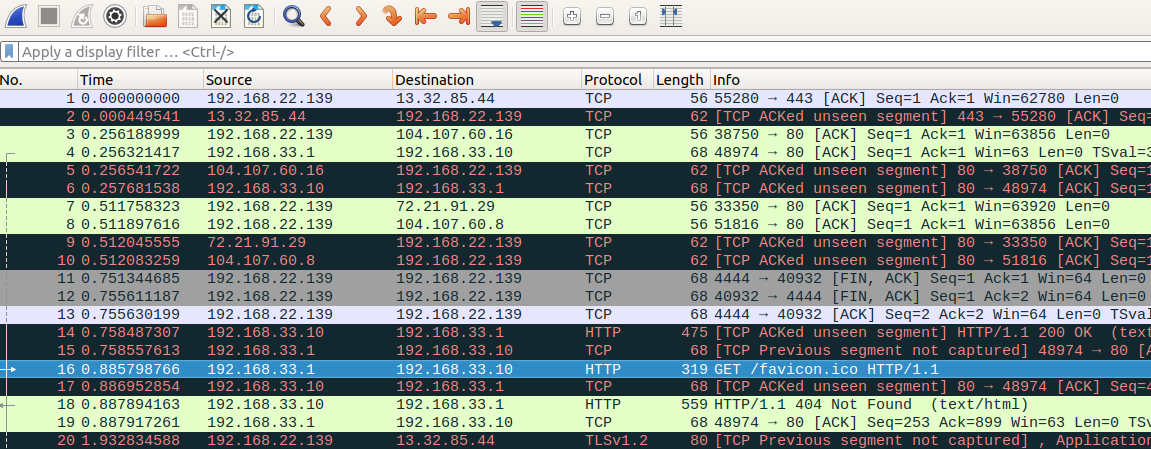 Apply a display filter … <Ctrl-/>
No. Time Source Destination Protocol Length Info
1 0.000000000 192.168.22.139 13.32.85.44 TCP 56 55280 → 443 [ACK] Seq=1 Ack=1 Win=62780 Len=0
2 0.000449541 13.32.85.44 192.168.22.139 TCP 62 [TCP ACKed unseen segment] 443 → 55280 [ACK] Seq=
3 0.256188999 192.168.22.139 104.107.60.16 TCP 56 38750 → 80 [ACK] Seq=1 Ack=1 Win=63856 Len=0
4 0.256321417 192.168.33.1 192.168.33.10 TCP 68 48974 → 80 [ACK] Seq=1 Ack=1 Win=63 Len=0 TSval=3
5 0.256541722 104.107.60.16 192.168.22.139 TCP 62 [TCP ACKed unseen segment] 80 → 38750 [ACK] Seq=1
6 0.257681538 192.168.33.10 192.168.33.1 TCP 68 [TCP ACKed unseen segment] 80 → 48974 [ACK] Seq=1
7 0.511758323 192.168.22.139 72.21.91.29 TCP 56 33350 → 80 [ACK] Seq=1 Ack=1 Win=63920 Len=0
8 0.511897616 192.168.22.139 104.107.60.8 TCP 56 51816 → 80 [ACK] Seq=1 Ack=1 Win=63856 Len=0
9 0.512045555 72.21.91.29 192.168.22.139 TCP 62 [TCP ACKed unseen segment] 80 → 33350 [ACK] Seq=1
10 0.512083259 104.107.60.8 192.168.22.139 TCP 62 [TCP ACKed unseen segment] 80 → 51816 [ACK] Seq=1
11 0.751344685 192.168.22.139 192.168.22.139 TCP 68 4444 → 40932 [FIN, ACK] Seq=1 Ack=1 Win=64 Len=0
12 0.755611187 192.168.22.139 192.168.22.139 TCP 68 40932 → 4444 [FIN, ACK] Seq=1 Ack=2 Win=64 Len=0
13 0.755630199 192.168.22.139 192.168.22.139 TCP 68 4444 → 40932 [ACK] Seq=2 Ack=2 Win=64 Len=0 TSval
14 0.758487307 192.168.33.10 192.168.33.1 HTTP 475 [TCP ACKed unseen segment] HTTP/1.1 200 OK (text
15 0.758557613 192.168.33.1 192.168.33.10 TCP 68 [TCP Previous segment not captured] 48974 → 80 [A
16 0.885798766 192.168.33.1 192.168.33.10 HTTP 319 GET /favicon.ico HTTP/1.1
17 0.886952854 192.168.33.10 192.168.33.1 TCP 68 [TCP ACKed unseen segment] 80 → 48974 [ACK] Seq=4
18 0.887894163 192.168.33.10 192.168.33.1 HTTP 559 HTTP/1.1 404 Not Found (text/html)
19 0.887917261 192.168.33.1 192.168.33.10 TCP 68 48974 → 80 [ACK] Seq=253 Ack=899 Win=63 Len=0 TSv
20 1.932834588 192.168.22.139 13.32.85.44 TLSv1.2 80 [TCP Previous segment not captured] , Application